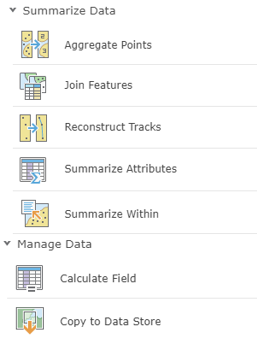 Summarize Data
Aggregate Points
Join Features
Reconstruct Tracks
Summarize Attributes
Summarize Within
Manage Data
Calculate Field
Copy to Data Store